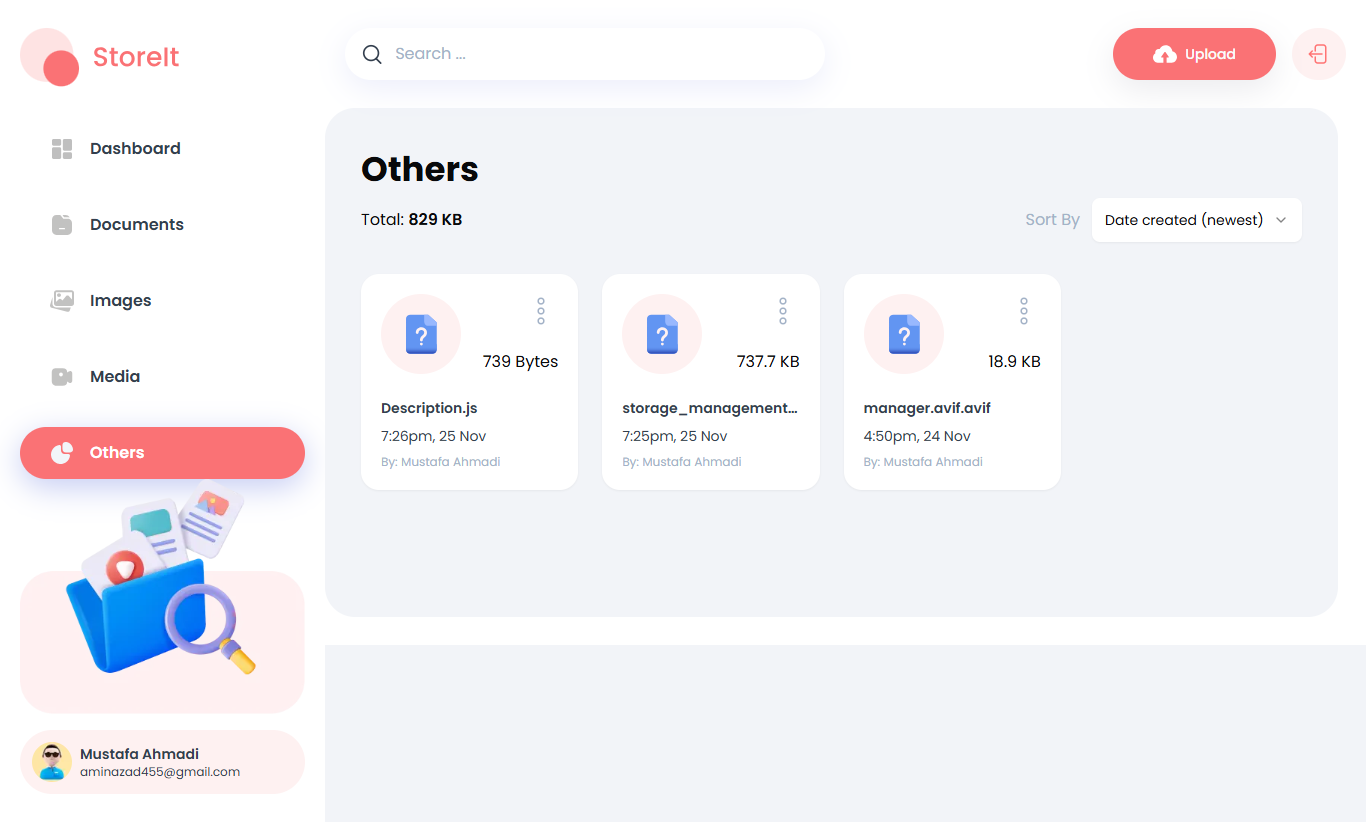 StoreIt
Search ...
Upload
Dashboard
Documents
Images
Media
Others
Mustafa Ahmadi
aminazad455@gmail.com
Others
Total: 829 KB
Sort By
Date created (newest)
739 Bytes
Description.js
7:26pm, 25 Nov
By: Mustafa Ahmadi
737.7 KB
storage_management...
7:25pm, 25 Nov
By: Mustafa Ahmadi
18.9 KB
manager.avif.avif
4:50pm, 24 Nov
By: Mustafa Ahmadi